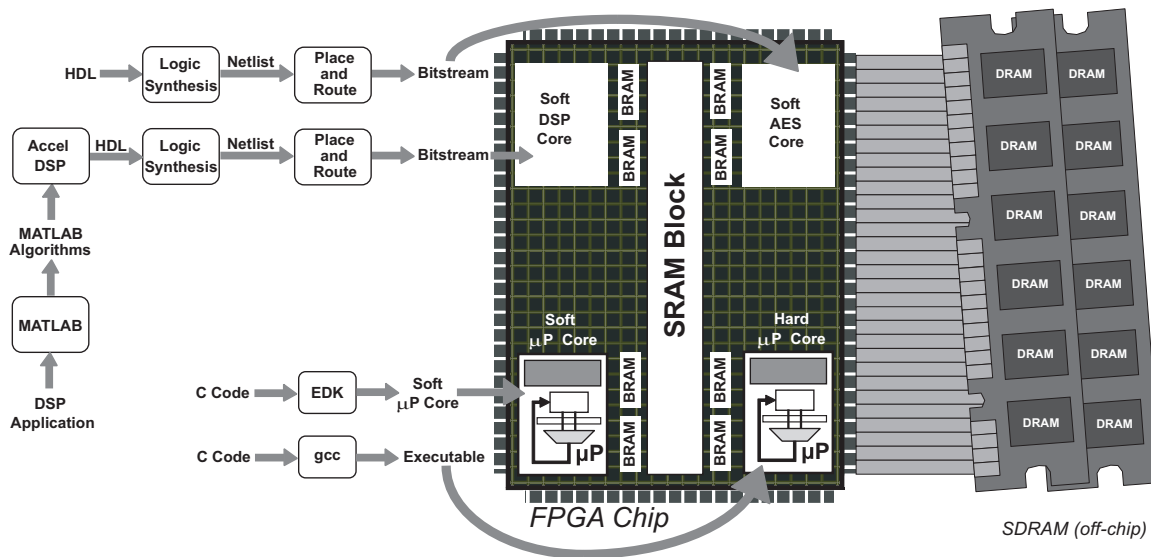 HDL
Logic
Synthesis
Netlist
Place
and
Route
Bitstream
Accel
DSP
HDL
Logic
Synthesis
Netlist
Place
and
Route
Bitstream
MATLAB
Algorithms
MATLAB
DSP
Application
C Code
EDK
Soft
μP Core
C Code
gcc
Executable
Soft
DSP
Core
BRAM
BRAM
SRAM Block
BRAM
BRAM
Soft
AES
Core
Soft
μP Core
μP
BRAM
BRAM
BRAM
BRAM
Hard
μP Core
μP
FPGA Chip
DRAM
DRAM
DRAM
DRAM
DRAM
DRAM
DRAM
DRAM
DRAM
DRAM
DRAM
DRAM
SDRAM (off-chip)